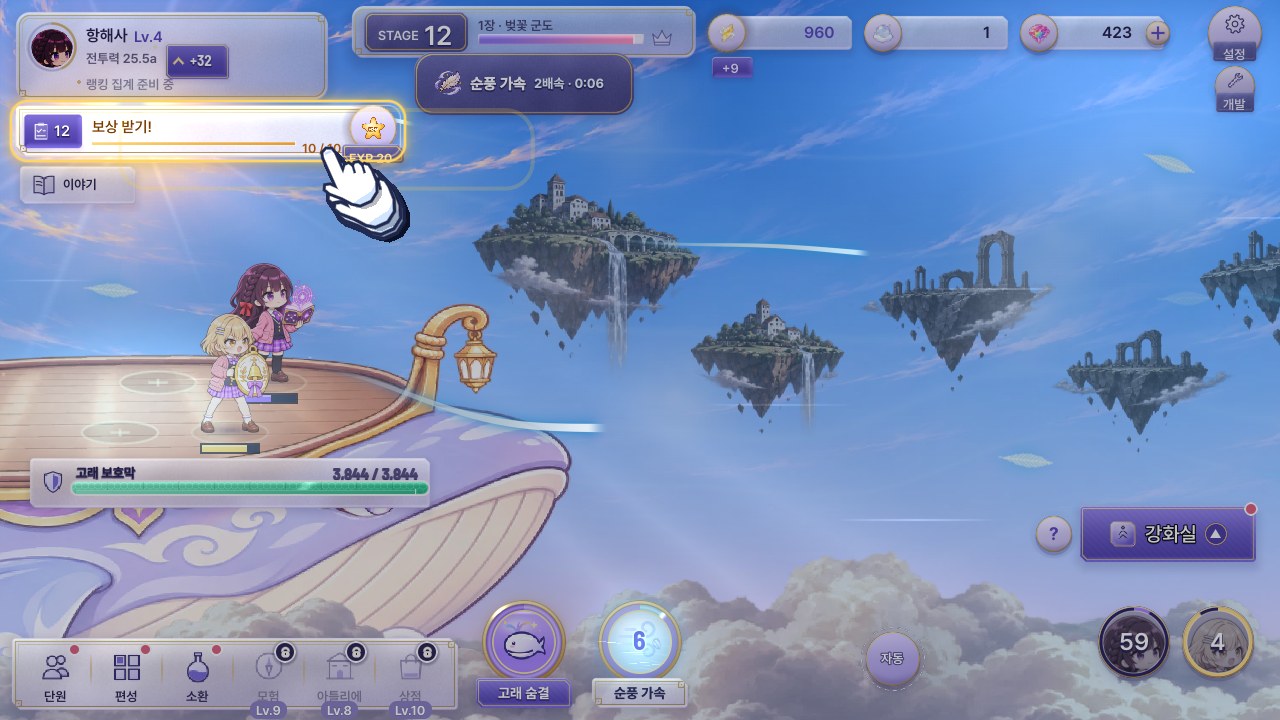 항해사 Lv.4
전투력 25.5a
+32
* 랭킹 집계 준비 중
STAGE 12
1장 · 벚꽃 군도
순풍 가속 2배속 · 0:06
960
+9
1
423
설정
개발
12
보상 받기!
10 / 10
EXP 20
이야기
고래 보호막
3,844 / 3,844
?
강화실
단원
편성
소환
모험
Lv.9
아틀리에
Lv.8
상점
Lv.10
고래 숨결
6
순풍 가속
자동
59
4